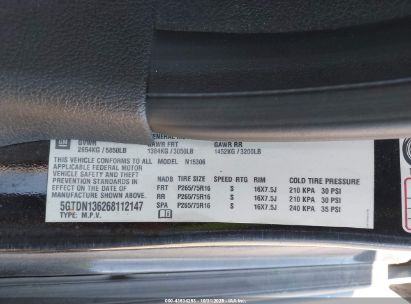 GM
GVWR GAWR FRT GAWR RR
2654KG / 5850LB 1384KG / 3050LB 1452KG / 3200LB
THIS VEHICLE CONFORMS TO ALL MODEL N15306
APPLICABLE FEDERAL MOTOR NADB TIRE SIZE SPEED RTG RIM COLD TIRE PRESSURE
VEHICLE SAFETY STANDARDS FRT P265/75R16 S 16X7.5J 210 KPA 30 PSI
IN EFFECT ON THE DATE OF RR P265/75R16 S 16X7.5J 210 KPA 30 PSI
MANUFACTURE SHOWN ABOVE. SPA P265/75R16 S 16X7.5J 240 KPA 35 PSI
5GTDN136268112147
TYPE: M.P.V.